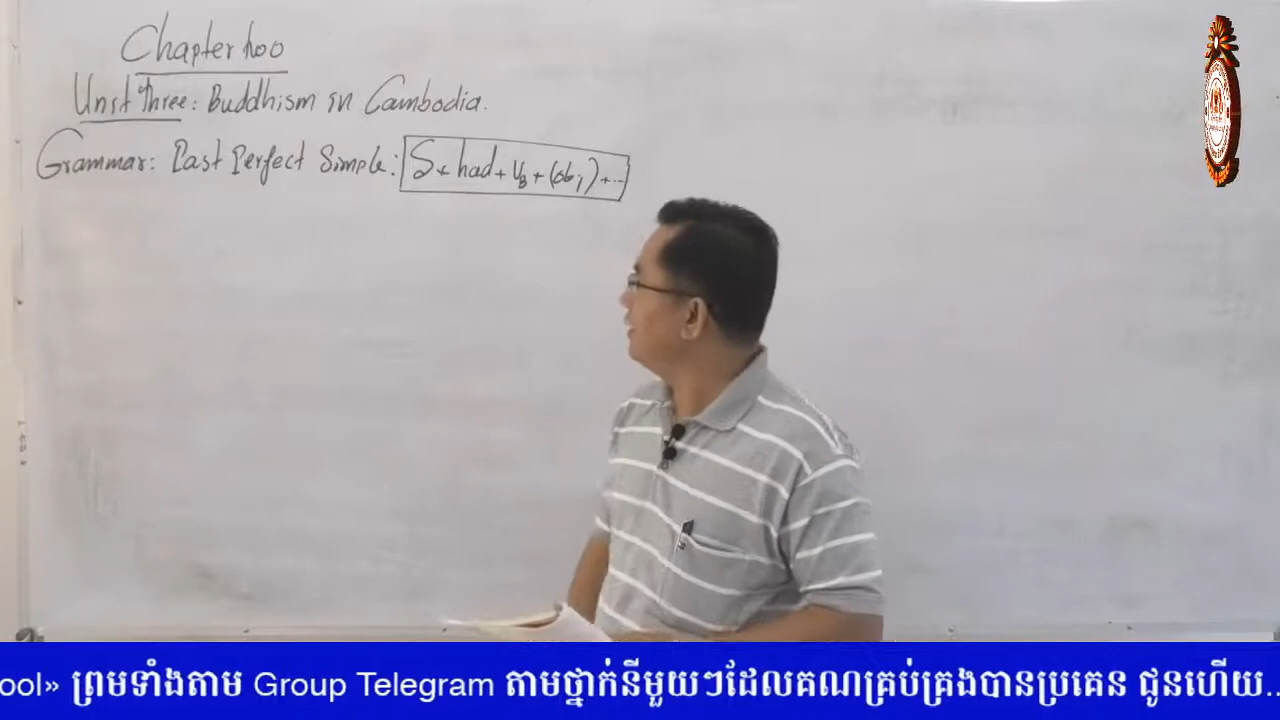 Chapter two
Unit Three: Buddhism in Cambodia.
Grammar: Past Perfect Simple: S + had + V3 + (obj) + ...
ool» ព្រមទាំងតាម Group Telegram តាមថ្នាក់នីមួយៗដែលគណគ្រប់គ្រងបានប្រគេន ជូនហើយ..